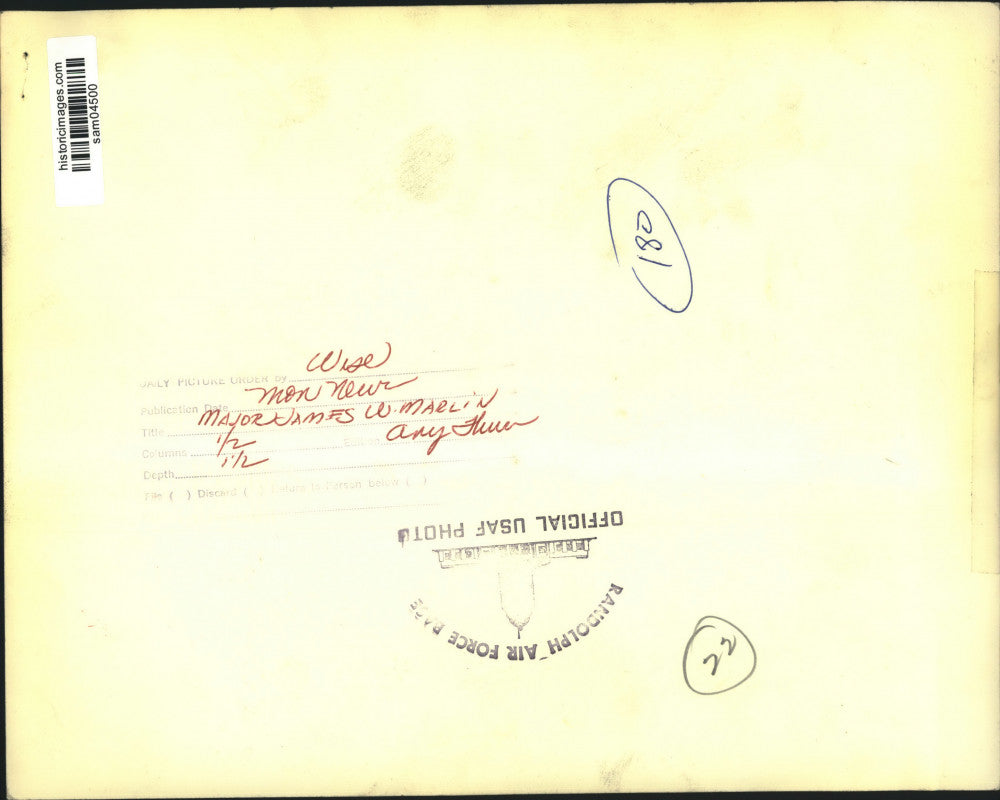 historicimages.com
sam04500
180
Wise
DAILY PICTURE ORDER By
Mon News
Publication Date
MAJOR JAMES W. MARLIN
Title
1/2 Any
Columns Edition
1 1/2
Depth
File ( ) Discard ( ) Return to Person below ( )
OFFICIAL USAF PHOTO
RANDOLPH AIR FORCE BASE
22